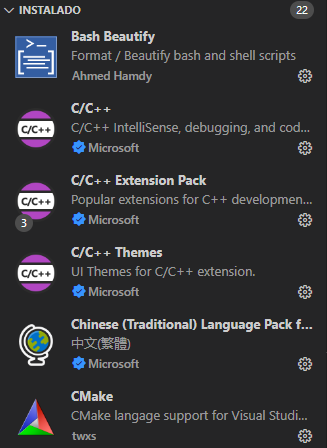 INSTALADO 22
Bash Beautify
Format / Beautify bash and shell scripts
Ahmed Hamdy
C/C++
C/C++
C/C++ IntelliSense, debugging, and cod...
Microsoft
C/C++
C/C++ Extension Pack
Popular extensions for C++ developmen...
3
Microsoft
C/C++
C/C++ Themes
UI Themes for C/C++ extension.
Microsoft
Chinese (Traditional) Language Pack f...
中文(繁體)
Microsoft
CMake
CMake langage support for Visual Studi...
twxs